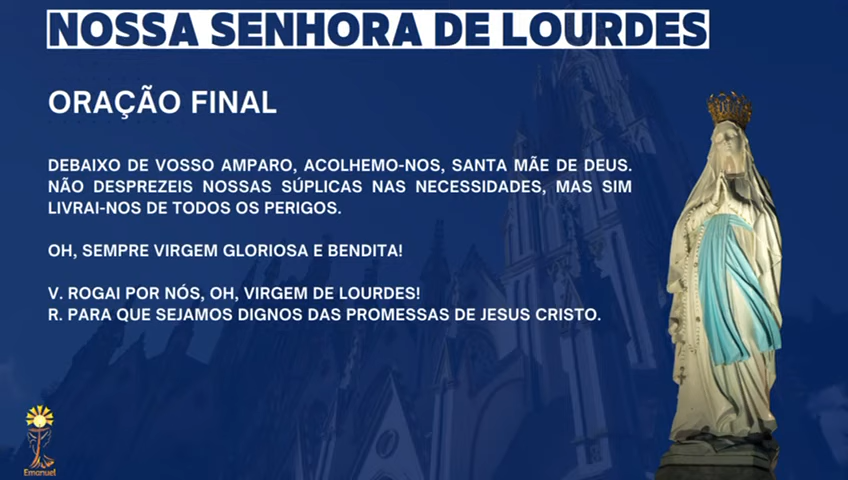 NOSSA SENHORA DE LOURDES
ORAÇÃO FINAL
DEBAIXO DE VOSSO AMPARO, ACOLHEMO-NOS, SANTA MÃE DE DEUS.
NÃO DESPREZEIS NOSSAS SÚPLICAS NAS NECESSIDADES, MAS SIM
LIVRAI-NOS DE TODOS OS PERIGOS.
OH, SEMPRE VIRGEM GLORIOSA E BENDITA!
V. ROGAI POR NÓS, OH, VIRGEM DE LOURDES!
R. PARA QUE SEJAMOS DIGNOS DAS PROMESSAS DE JESUS CRISTO.
Emanuel